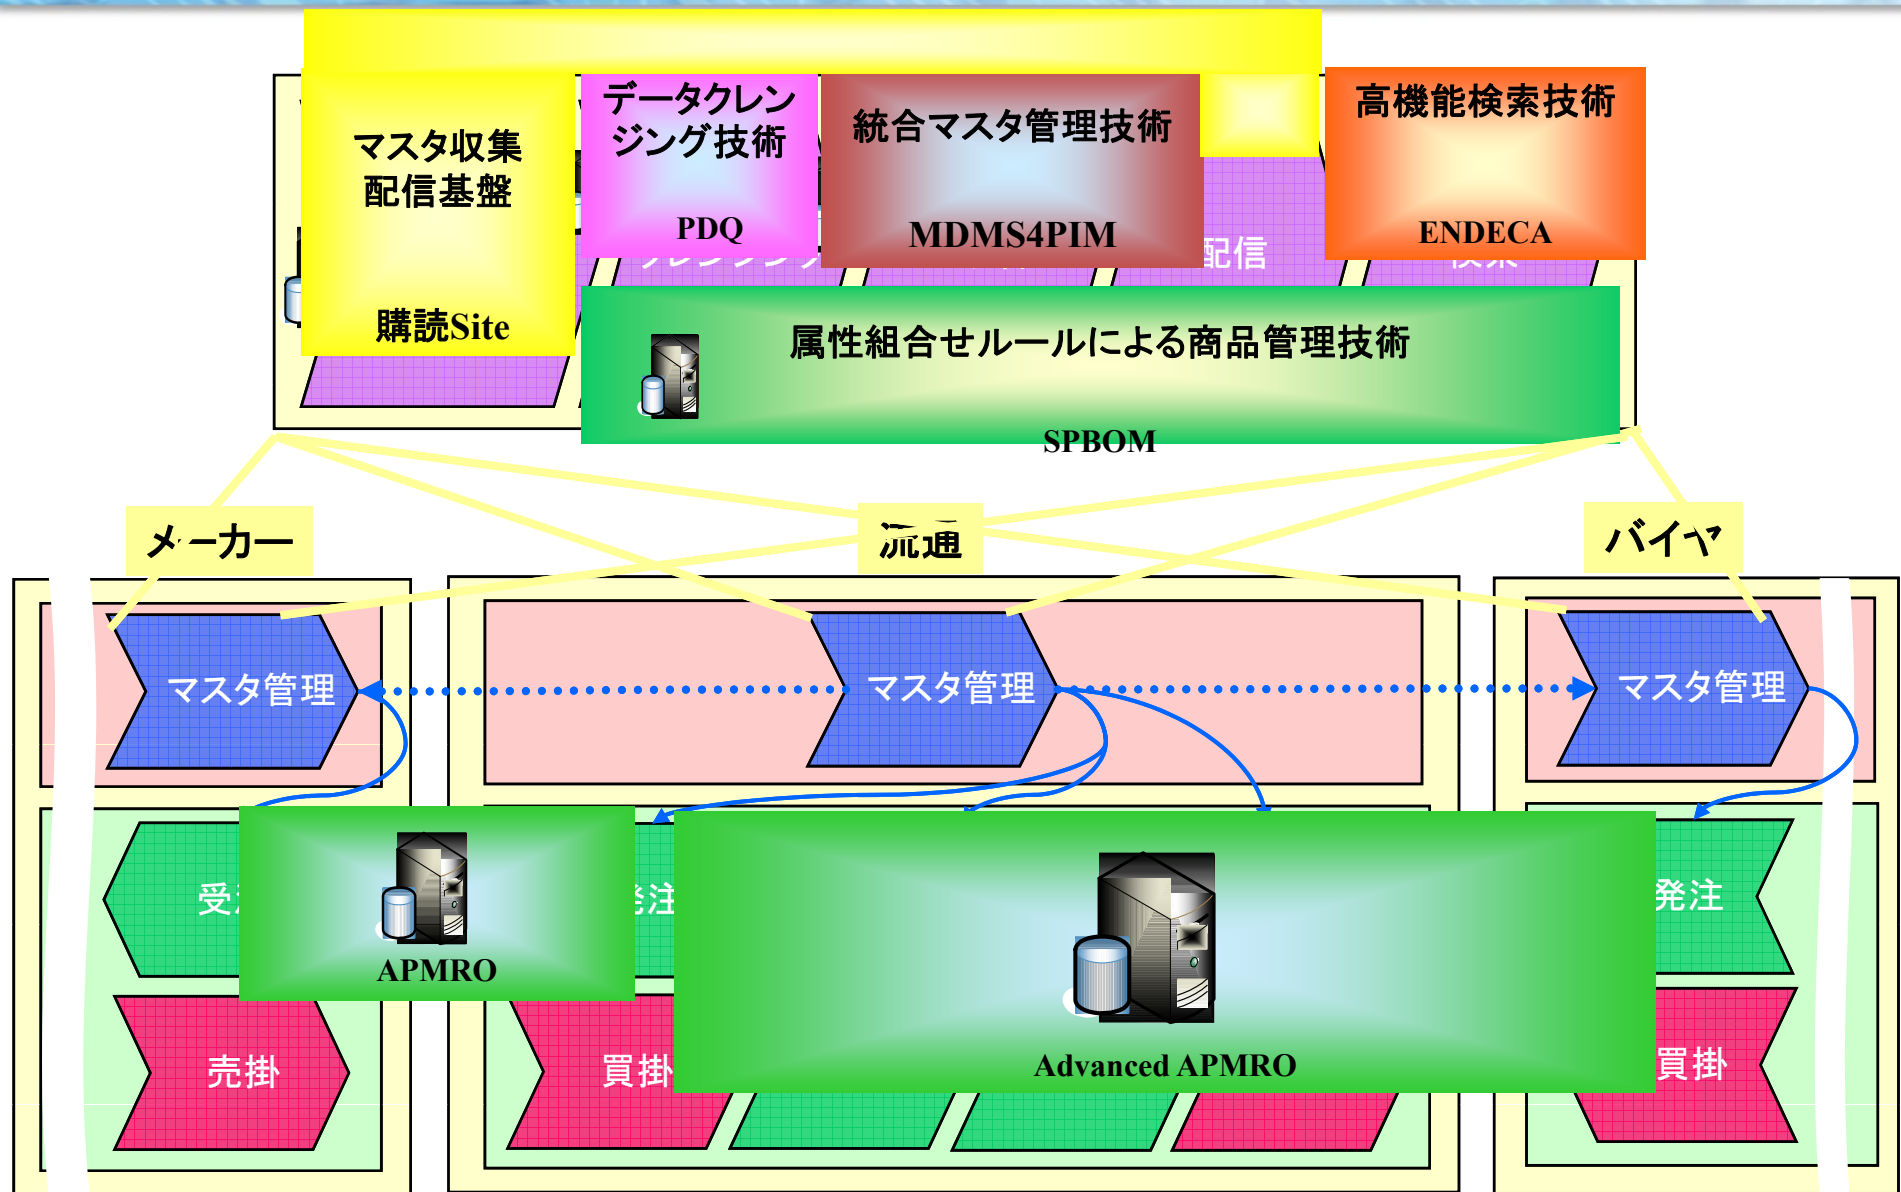 マスタ収集
配信基盤
購読Site
データクレン
ジング技術
PDQ
統合マスタ管理技術
MDMS4PIM
高機能検索技術
ENDECA
配信
属性組合せルールによる商品管理技術
SPBOM
メーカー
流通
バイヤ
マスタ管理
マスタ管理
マスタ管理
APMRO
発注
Advanced APMRO
売掛
買掛
買掛